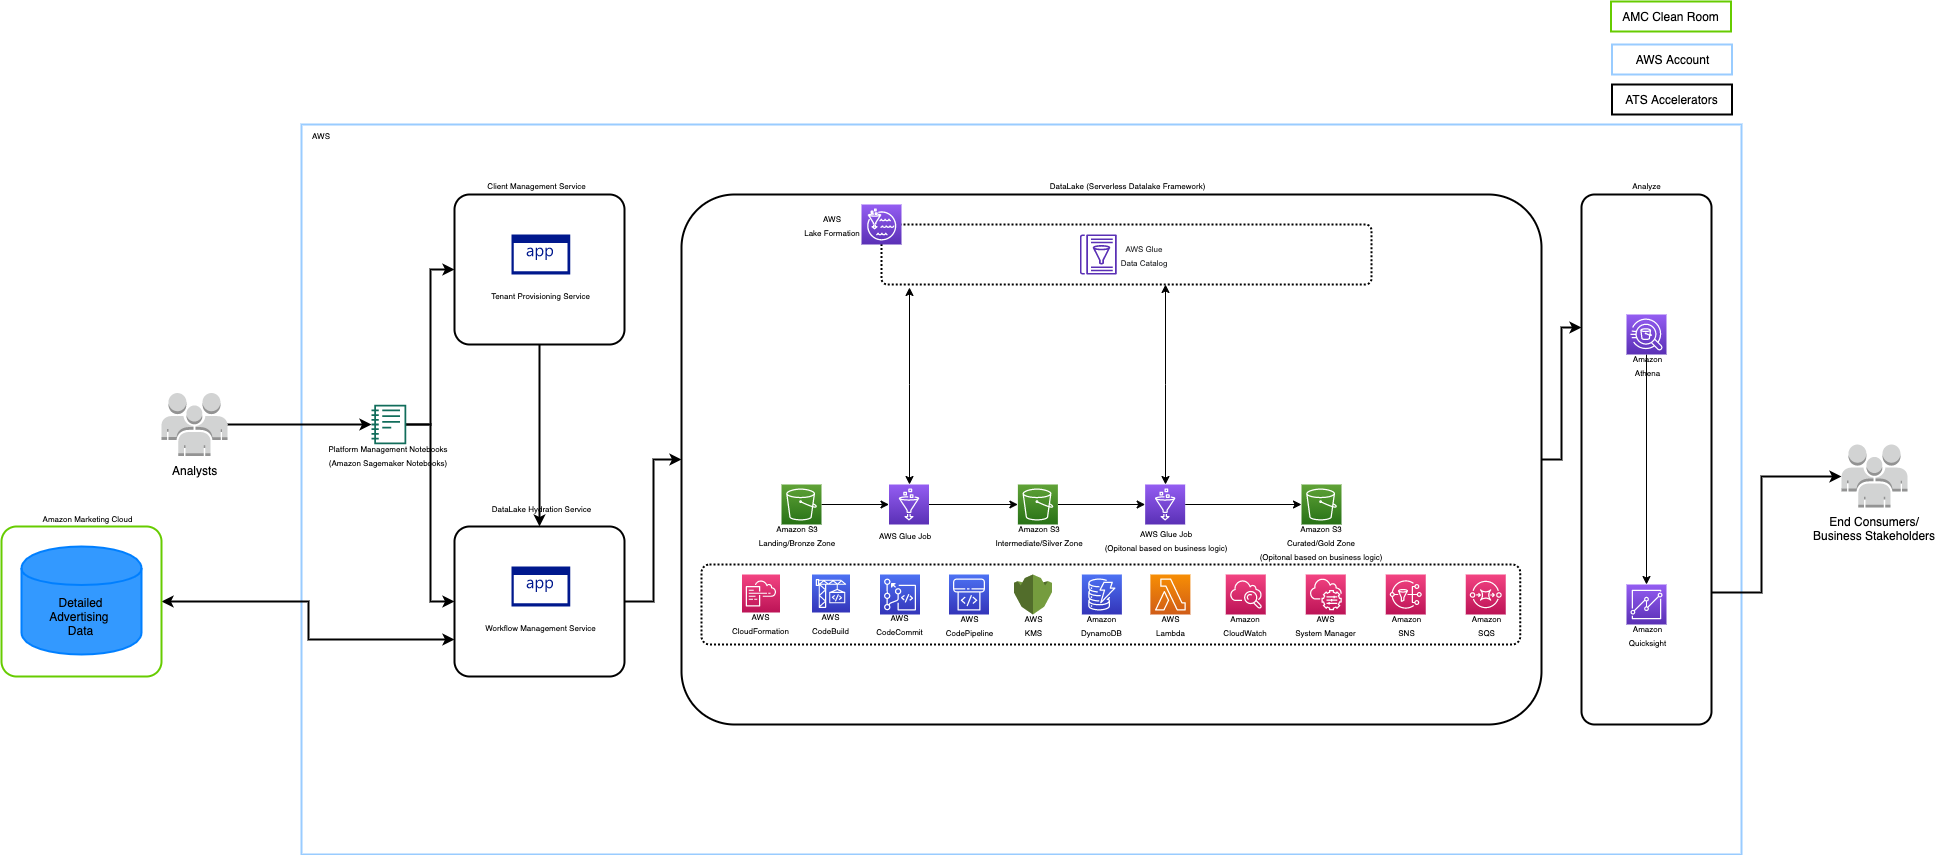 AMC Clean Room
AWS Account
ATS Accelerators
AWS
Client Management Service
app
Tenant Provisioning Service
DataLake (Serverless Datalake Framework)
AWS
Lake Formation
AWS Glue
Data Catalog
Analyze
Amazon
Athena
Analysts
Platform Management Notebooks
(Amazon Sagemaker Notebooks)
Amazon Marketing Cloud
Detailed
Advertising
Data
DataLake Hydration Service
app
Workflow Management Service
Amazon S3
Landing/Bronze Zone
AWS Glue Job
Amazon S3
Intermediate/Silver Zone
AWS Glue Job
(Opitonal based on business logic)
Amazon S3
Curated/Gold Zone
(Opitonal based on business logic)
AWS
CloudFormation
AWS
CodeBuild
AWS
CodeCommit
AWS
CodePipeline
AWS
KMS
Amazon
DynamoDB
AWS
Lambda
Amazon
CloudWatch
AWS
System Manager
Amazon
SNS
Amazon
SQS
Amazon
Quicksight
End Consumers/
Business Stakeholders